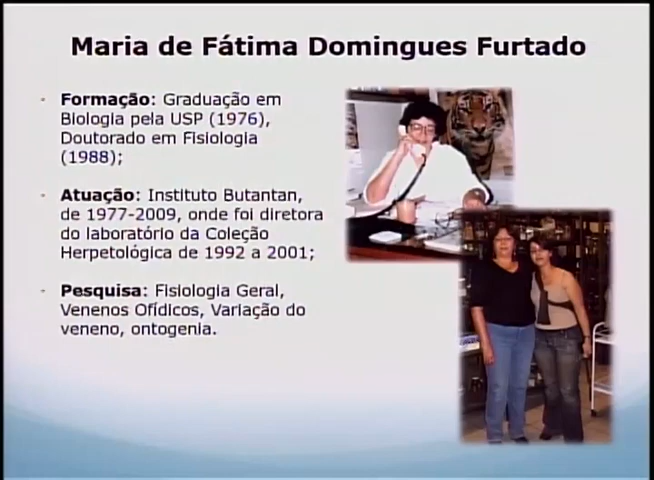 Maria de Fátima Domingues Furtado
- Formação: Graduação em
Biologia pela USP (1976),
Doutorado em Fisiologia
(1988);
- Atuação: Instituto Butantan,
de 1977-2009, onde foi diretora
do laboratório da Coleção
Herpetológica de 1992 a 2001;
- Pesquisa: Fisiologia Geral,
Venenos Ofídicos, Variação do
veneno, ontogenia.